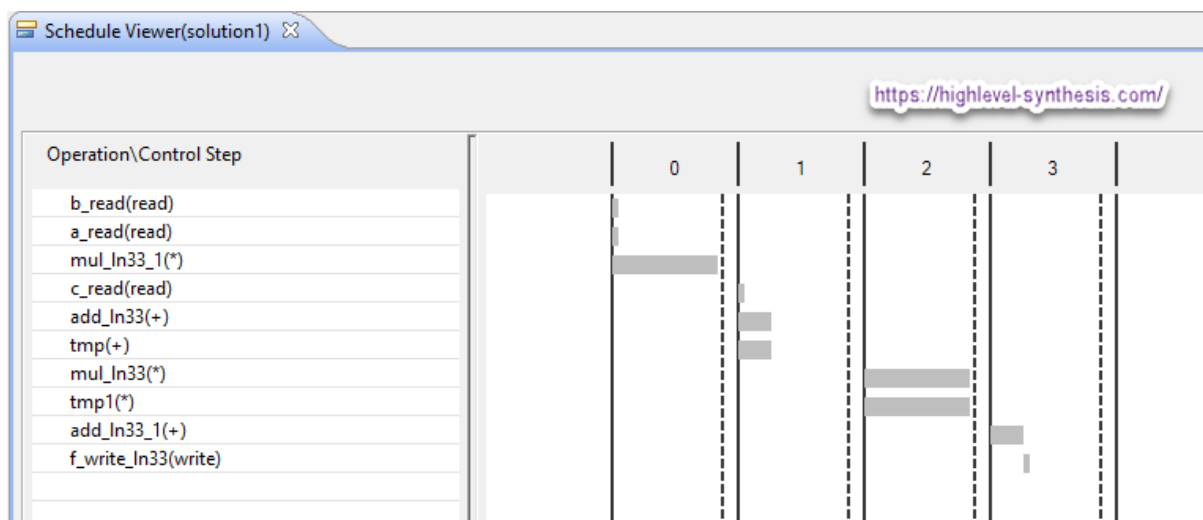 Schedule Viewer(solution1)
https://highlevel-synthesis.com/
Operation\Control Step
0 1 2 3
b_read(read)
a_read(read)
mul_ln33_1(*)
c_read(read)
add_ln33(+)
tmp(+)
mul_ln33(*)
tmp1(*)
add_ln33_1(+)
f_write_ln33(write)